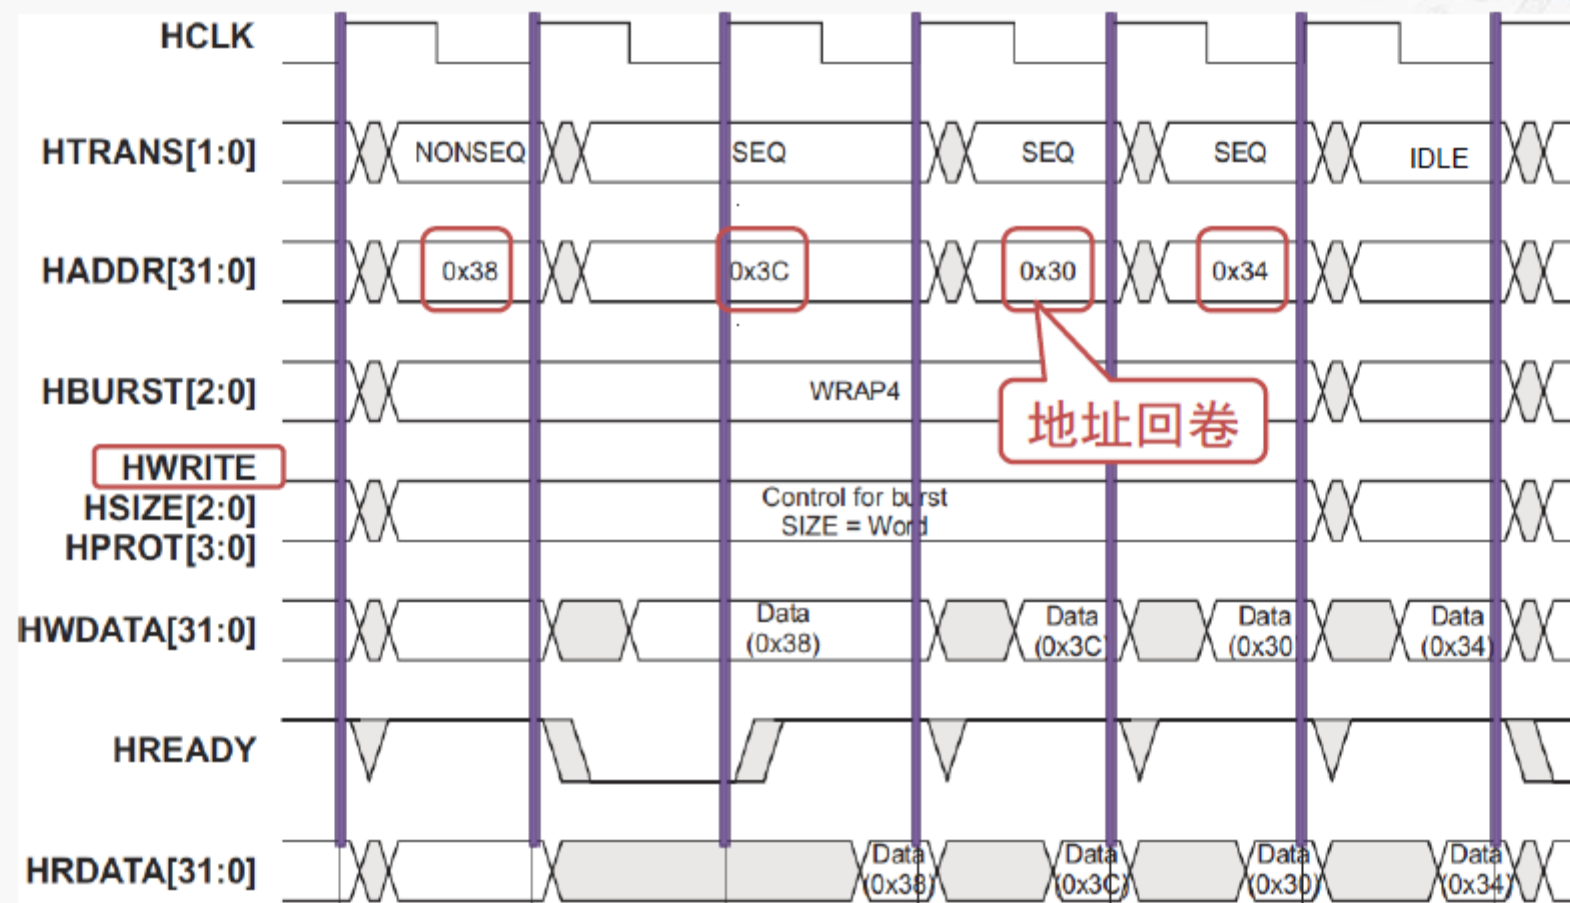 HCLK
HTRANS[1:0]
NONSEQ
SEQ
SEQ
SEQ
IDLE
HADDR[31:0]
0x38
0x3C
0x30
0x34
HBURST[2:0]
WRAP4
地址回卷
HWRITE
HSIZE[2:0]
HPROT[3:0]
Control for burst
SIZE = Word
HWDATA[31:0]
Data
(0x38)
Data
(0x3C)
Data
(0x30
Data
(0x34)
HREADY
HRDATA[31:0]
Data
(0x38)
Data
(0x3C)
Data
(0x30)
Data
(0x34)